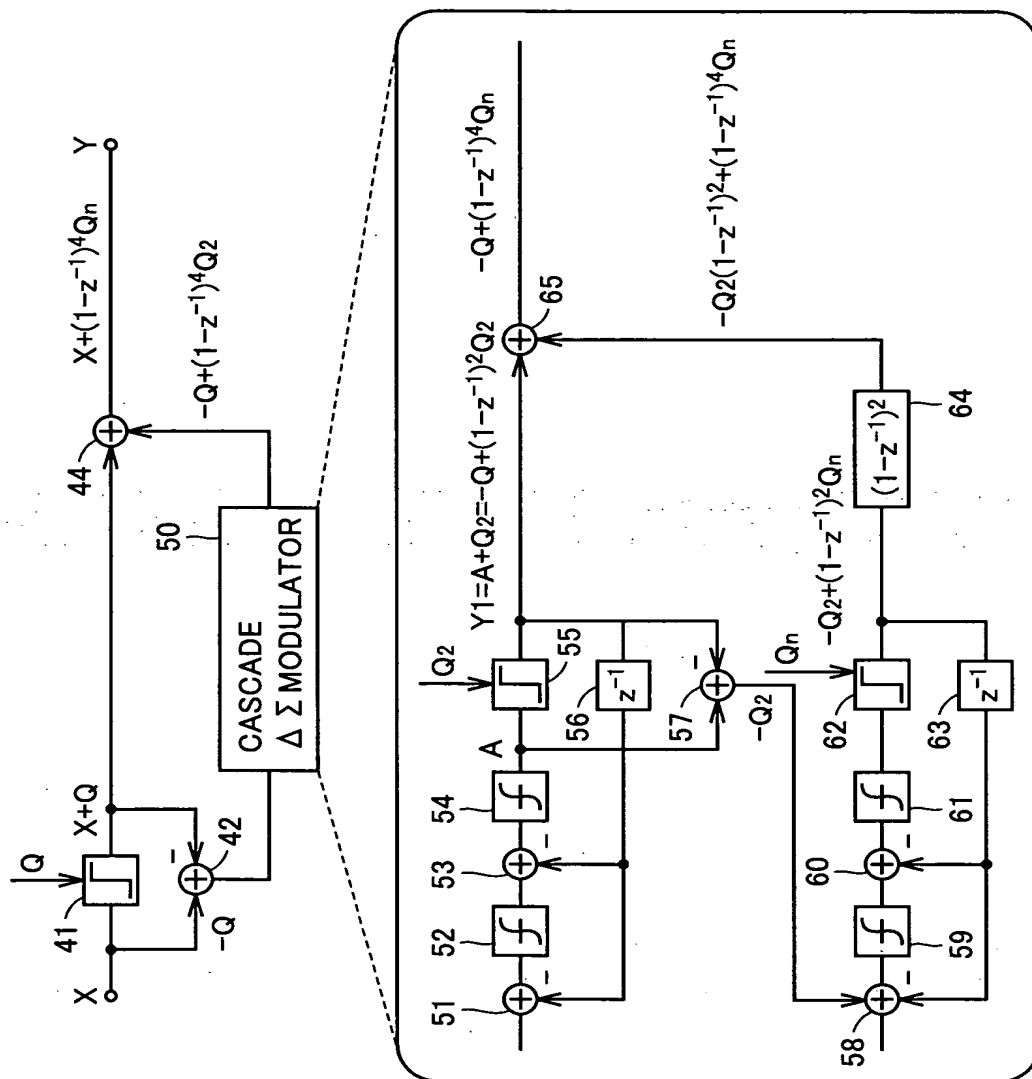 Q
X
X+Q
41
-
-Q
42
44
X+(1-z⁻¹)⁴Qn
Y
-Q+(1-z⁻¹)⁴Q2
50
CASCADE
ΔΣ MODULATOR
Q2
A
Y1=A+Q2=-Q+(1-z⁻¹)²Q2
-Q+(1-z⁻¹)⁴Qn
51
-
52
53
-
54
55
z⁻¹
56
-
57
-Q2
65
-Q2(1-z⁻¹)²+(1-z⁻¹)⁴Qn
Qn
-Q2+(1-z⁻¹)²Qn
58
-
59
60
-
61
62
z⁻¹
63
(1-z⁻¹)²
64